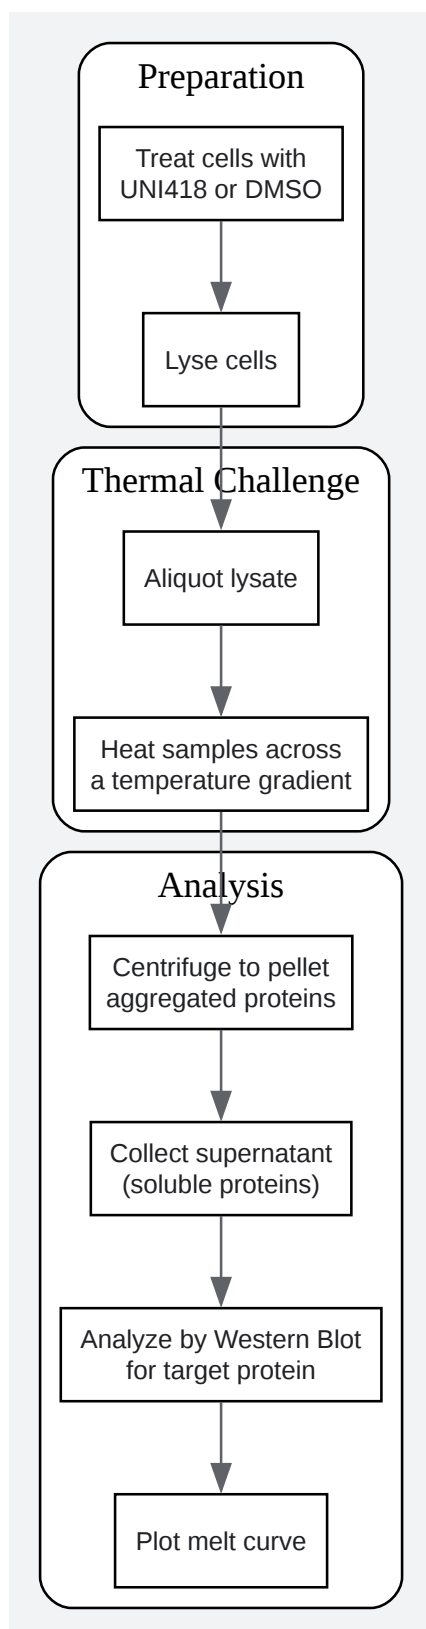 Preparation
Treat cells with
UNI418 or DMSO
Lyse cells
Thermal Challenge
Aliquot lysate
Heat samples across
a temperature gradient
Analysis
Centrifuge to pellet
aggregated proteins
Collect supernatant
(soluble proteins)
Analyze by Western Blot
for target protein
Plot melt curve